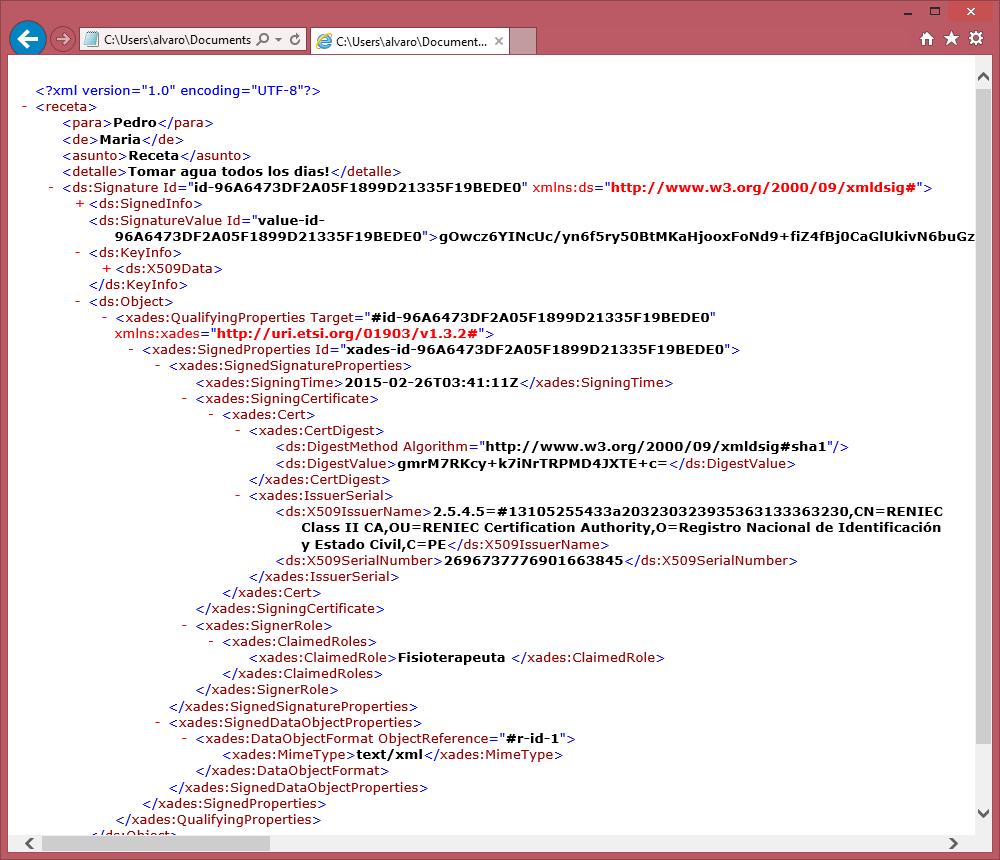 C:\Users\alvaro\Documents
C:\Users\alvaro\Document...
<?xml version="1.0" encoding="UTF-8"?>
- <receta>
<para>Pedro</para>
<de>Maria</de>
<asunto>Receta</asunto>
<detalle>Tomar agua todos los dias!</detalle>
- <ds:Signature Id="id-96A6473DF2A05F1899D21335F19BEDE0" xmlns:ds="http://www.w3.org/2000/09/xmldsig#">
+ <ds:SignedInfo>
<ds:SignatureValue Id="value-id-
96A6473DF2A05F1899D21335F19BEDE0">gOwcz6YINcUc/yn6f5ry50BtMKaHjooxFoNd9+fiZ4fBj0CaGlUkivN6buGz
- <ds:KeyInfo>
+ <ds:X509Data>
</ds:KeyInfo>
- <ds:Object>
- <xades:QualifyingProperties Target="#id-96A6473DF2A05F1899D21335F19BEDE0"
xmlns:xades="http://uri.etsi.org/01903/v1.3.2#">
- <xades:SignedProperties Id="xades-id-96A6473DF2A05F1899D21335F19BEDE0">
- <xades:SignedSignatureProperties>
<xades:SigningTime>2015-02-26T03:41:11Z</xades:SigningTime>
- <xades:SigningCertificate>
- <xades:Cert>
- <xades:CertDigest>
<ds:DigestMethod Algorithm="http://www.w3.org/2000/09/xmldsig#sha1"/>
<ds:DigestValue>gmrM7RKcy+k7iNrTRPMD4JXTE+c=</ds:DigestValue>
</xades:CertDigest>
- <xades:IssuerSerial>
<ds:X509IssuerName>2.5.4.5=#13105255433a2032303239353631333632​30,CN=RENIEC
Class II CA,OU=RENIEC Certification Authority,O=Registro Nacional de Identificación
y Estado Civil,C=PE</ds:X509IssuerName>
<ds:X509SerialNumber>2696737776901663845</ds:X509SerialNumber>
</xades:IssuerSerial>
</xades:Cert>
</xades:SigningCertificate>
- <xades:SignerRole>
- <xades:ClaimedRoles>
<xades:ClaimedRole>Fisioterapeuta </xades:ClaimedRole>
</xades:ClaimedRoles>
</xades:SignerRole>
</xades:SignedSignatureProperties>
- <xades:SignedDataObjectProperties>
- <xades:DataObjectFormat ObjectReference="#r-id-1">
<xades:MimeType>text/xml</xades:MimeType>
</xades:DataObjectFormat>
</xades:SignedDataObjectProperties>
</xades:SignedProperties>
</xades:QualifyingProperties>
</ds:Object>